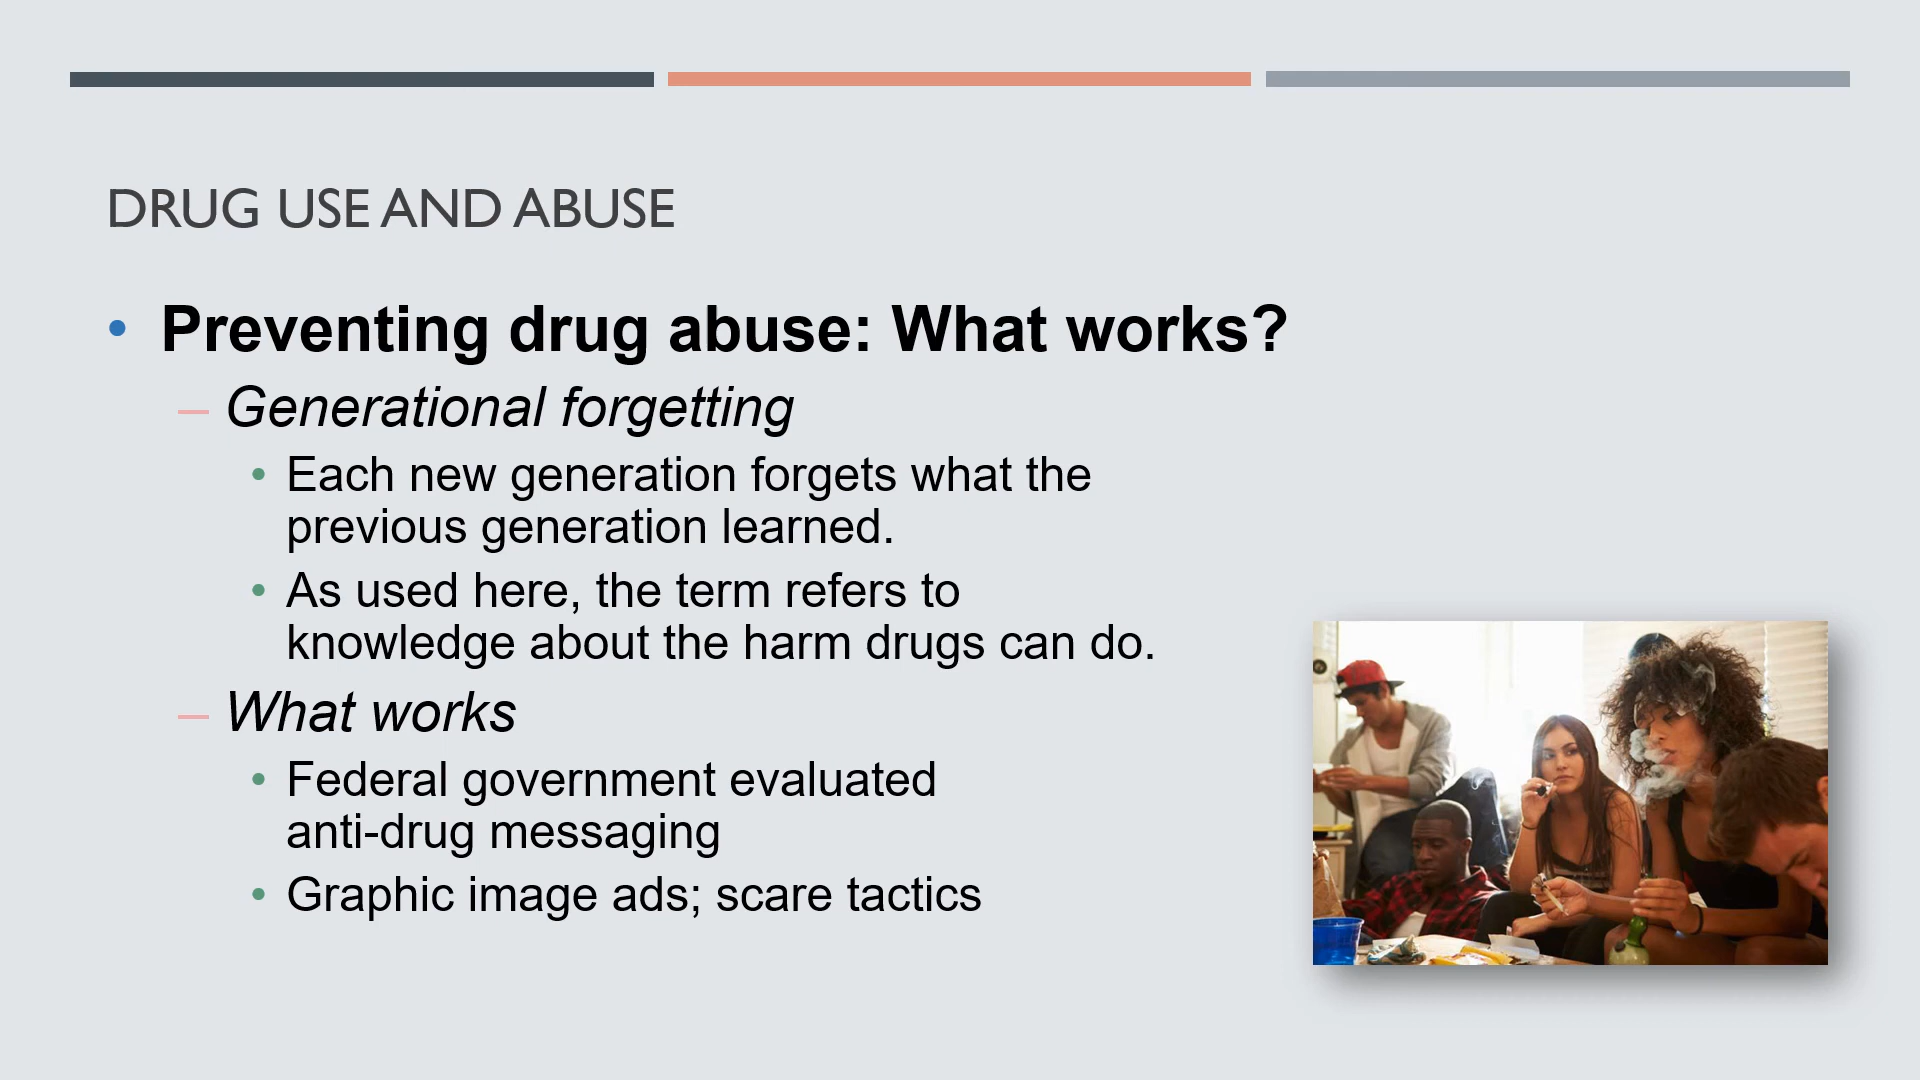 DRUG USE AND ABUSE
• Preventing drug abuse: What works?
– Generational forgetting
• Each new generation forgets what the
previous generation learned.
• As used here, the term refers to
knowledge about the harm drugs can do.
– What works
• Federal government evaluated
anti-drug messaging
• Graphic image ads; scare tactics